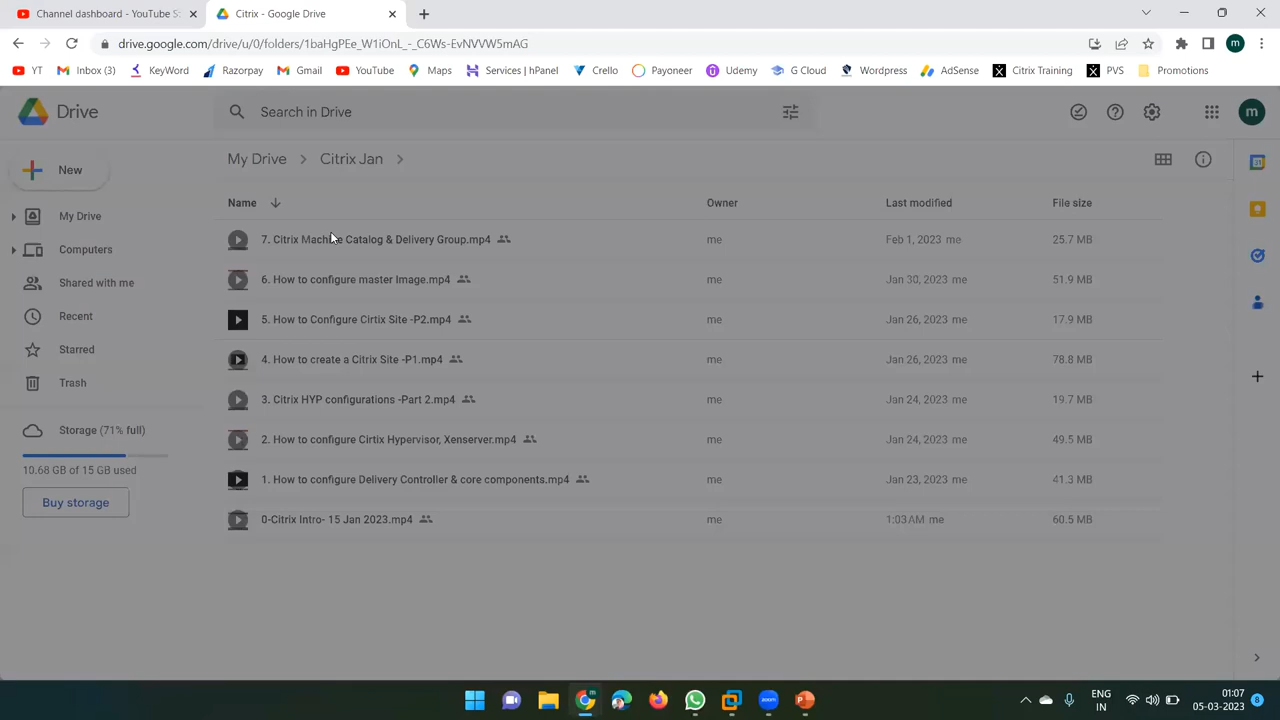 Channel dashboard - YouTube S
Citrix - Google Drive
drive.google.com/drive/u/0/folders/1baHgPEe_W1iOnL_-_C6Ws-EvNVVW5mAG
m
YT
Inbox (3)
KeyWord
Razorpay
Gmail
YouTube
Maps
Services | hPanel
Crello
Payoneer
Udemy
G Cloud
Wordpress
AdSense
Citrix Training
PVS
Promotions
Drive
Search in Drive
m
New
My Drive
Computers
Shared with me
Recent
Starred
Trash
Storage (71% full)
10.68 GB of 15 GB used
Buy storage
My Drive > Citrix Jan >
Name Owner Last modified File size
7. Citrix Machine Catalog & Delivery Group.mp4 me Feb 1, 2023 me 25.7 MB
6. How to configure master Image.mp4 me Jan 30, 2023 me 51.9 MB
5. How to Configure Cirtix Site -P2.mp4 me Jan 26, 2023 me 17.9 MB
4. How to create a Citrix Site -P1.mp4 me Jan 26, 2023 me 78.8 MB
3. Citrix HYP configurations -Part 2.mp4 me Jan 24, 2023 me 19.7 MB
2. How to configure Cirtix Hypervisor, Xenserver.mp4 me Jan 24, 2023 me 49.5 MB
1. How to configure Delivery Controller & core components.mp4 me Jan 23, 2023 me 41.3 MB
0-Citrix Intro- 15 Jan 2023.mp4 me 1:03 AM me 60.5 MB
ENG
IN
01:07
05-03-2023
8